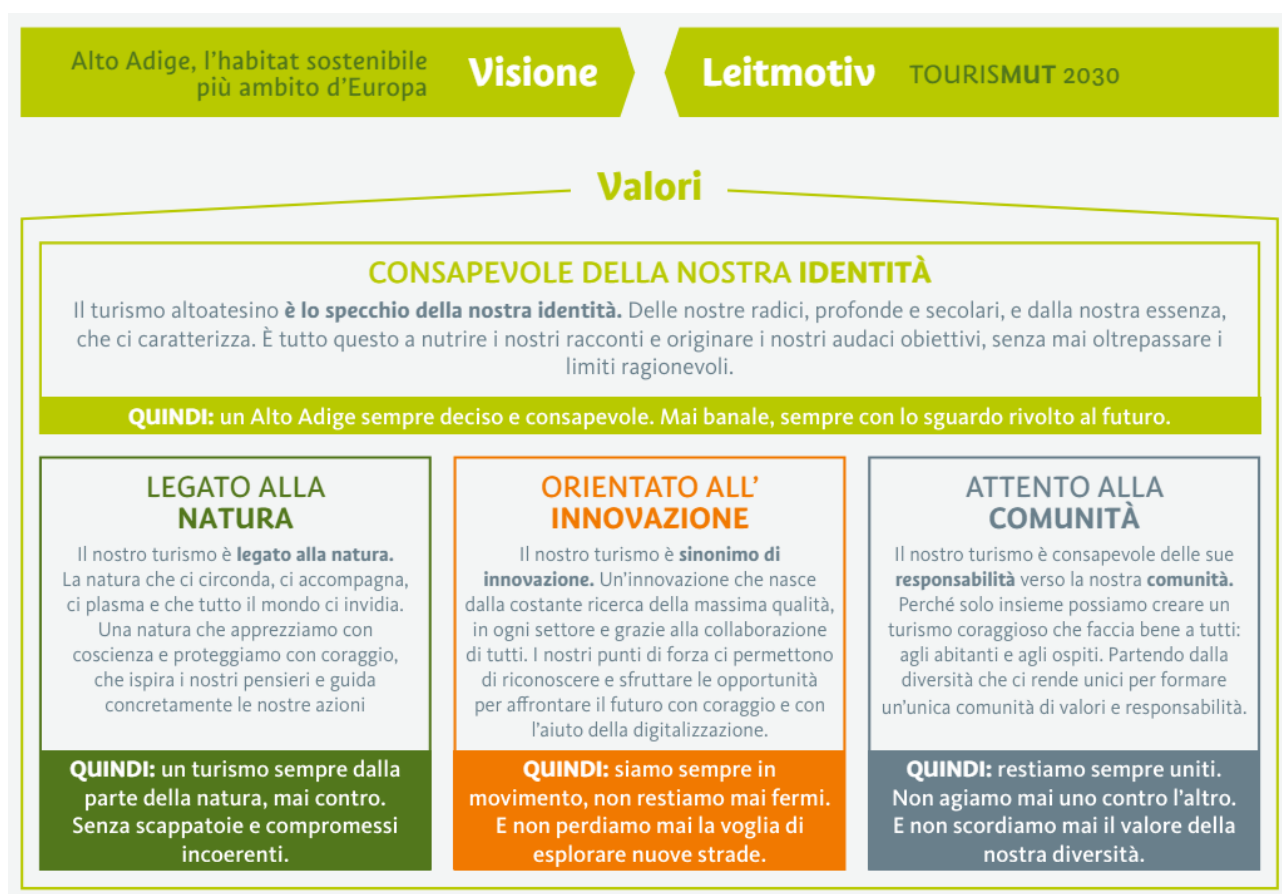 Alto Adige, l'habitat sostenibile
più ambito d'Europa
Visione
Leitmotiv
TOURISMUT 2030
Valori
CONSAPEVOLE DELLA NOSTRA IDENTITÀ
Il turismo altoatesino è lo specchio della nostra identità. Delle nostre radici, profonde e secolari, e dalla nostra essenza,
che ci caratterizza. È tutto questo a nutrire i nostri racconti e originare i nostri audaci obiettivi, senza mai oltrepassare i
limiti ragionevoli.
QUINDI: un Alto Adige sempre deciso e consapevole. Mai banale, sempre con lo sguardo rivolto al futuro.
LEGATO ALLA
NATURA
Il nostro turismo è legato alla natura.
La natura che ci circonda, ci accompagna,
ci plasma e che tutto il mondo ci invidia.
Una natura che apprezziamo con
coscienza e proteggiamo con coraggio,
che ispira i nostri pensieri e guida
concretamente le nostre azioni
QUINDI: un turismo sempre dalla
parte della natura, mai contro.
Senza scappatoie e compromessi
incoerenti.
ORIENTATO ALL'
INNOVAZIONE
Il nostro turismo è sinonimo di
innovazione. Un'innovazione che nasce
dalla costante ricerca della massima qualità,
in ogni settore e grazie alla collaborazione
di tutti. I nostri punti di forza ci permettono
di riconoscere e sfruttare le opportunità
per affrontare il futuro con coraggio e con
l'aiuto della digitalizzazione.
QUINDI: siamo sempre in
movimento, non restiamo mai fermi.
E non perdiamo mai la voglia di
esplorare nuove strade.
ATTENTO ALLA
COMUNITÀ
Il nostro turismo è consapevole delle sue
responsabilità verso la nostra comunità.
Perché solo insieme possiamo creare un
turismo coraggioso che faccia bene a tutti:
agli abitanti e agli ospiti. Partendo dalla
diversità che ci rende unici per formare
un'unica comunità di valori e responsabilità.
QUINDI: restiamo sempre uniti.
Non agiamo mai uno contro l'altro.
E non scordiamo mai il valore della
nostra diversità.